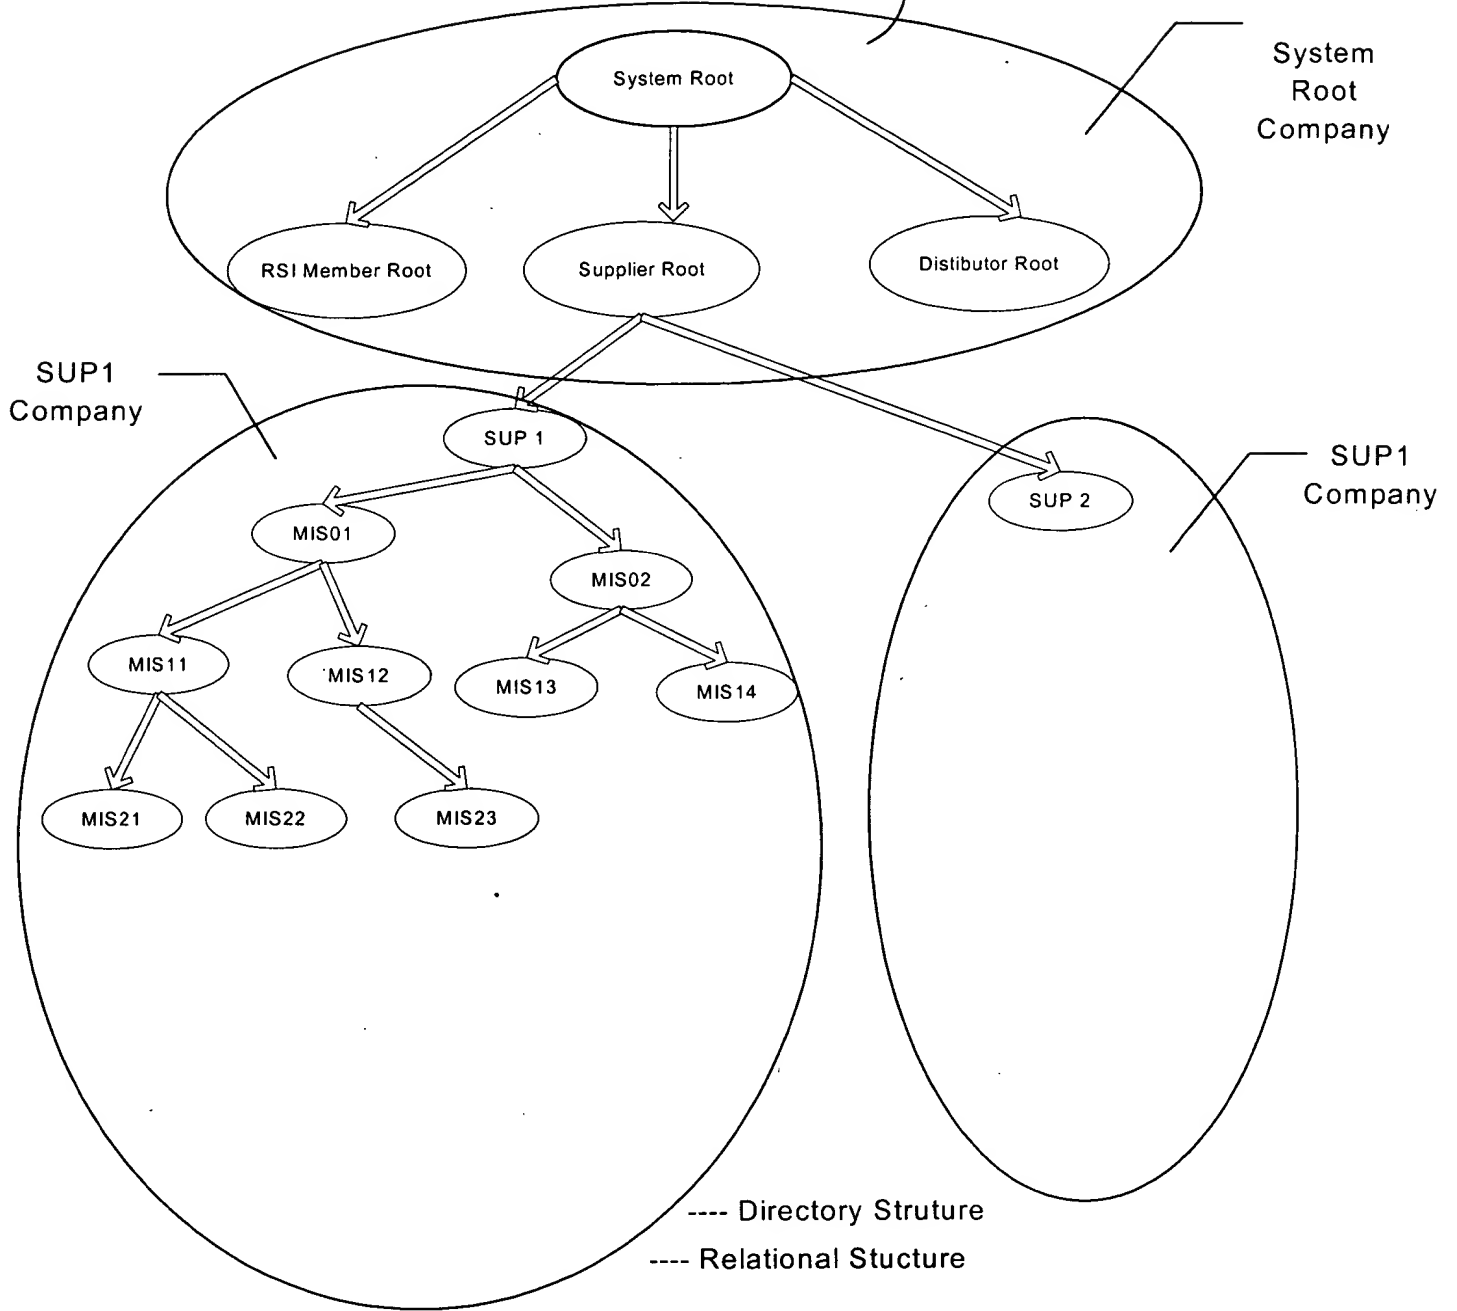 System
Root
Company
System Root
RSI Member Root
Supplier Root
Distibutor Root
SUP1
Company
SUP 1
SUP1
Company
SUP 2
MIS01
MIS02
MIS11
MIS12
MIS13
MIS14
MIS21
MIS22
MIS23
---- Directory Struture
---- Relational Stucture